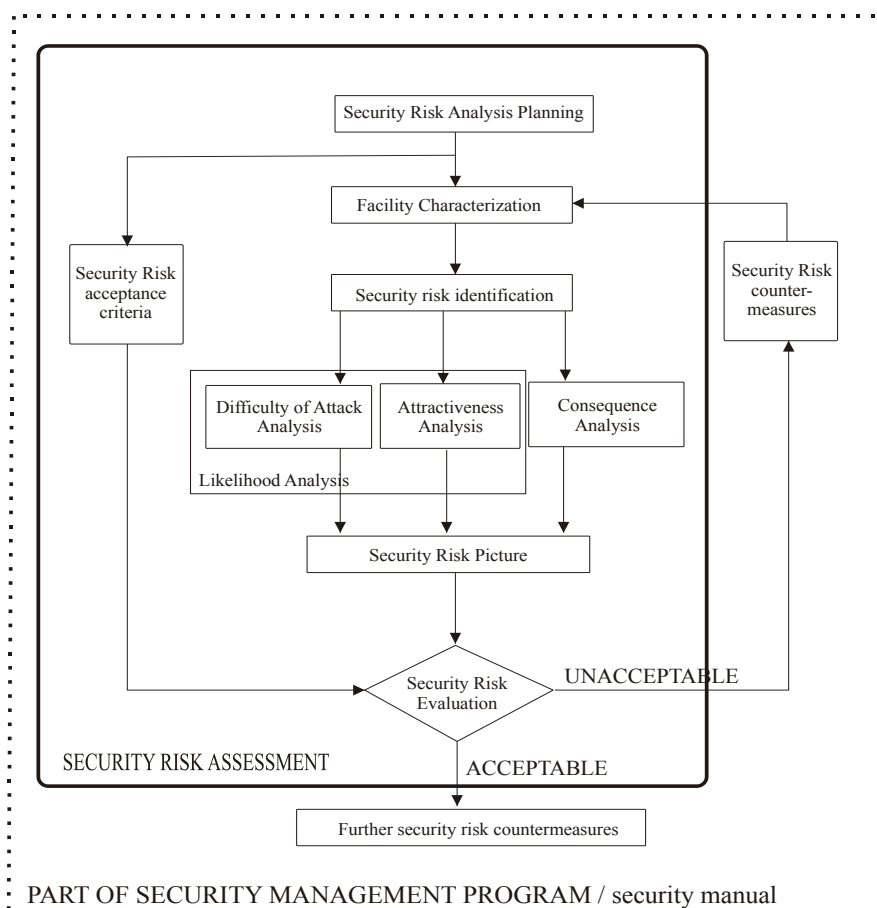 Security Risk Analysis Planning
Facility Characterization
Security Risk
acceptance
criteria
Security Risk
counter-
measures
Security risk identification
Difficulty of Attack
Analysis
Attractiveness
Analysis
Consequence
Analysis
Likelihood Analysis
Security Risk Picture
Security Risk
Evaluation
UNACCEPTABLE
SECURITY RISK ASSESSMENT
ACCEPTABLE
Further security risk countermeasures
PART OF SECURITY MANAGEMENT PROGRAM / security manual